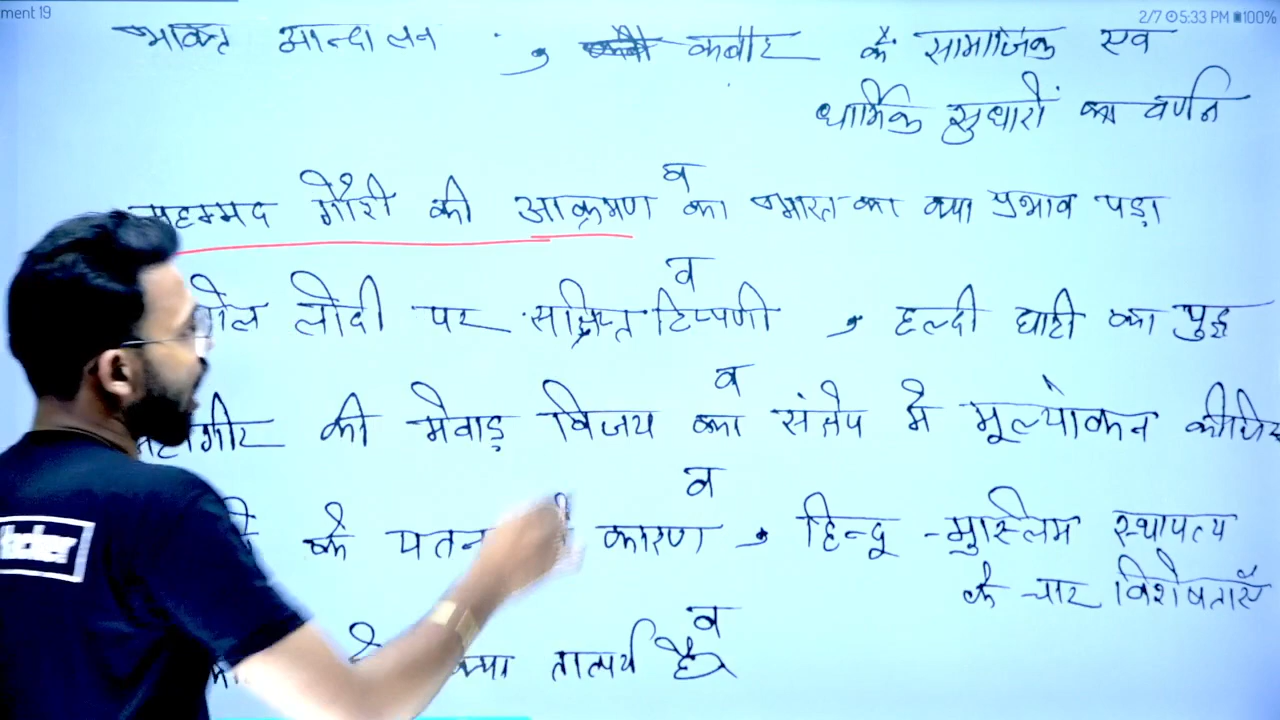 ment 19
2/7 5:33 PM 100%
भक्ति आन्दोलन , कबीर के सामाजिक एव
धार्मिक सुधारों का वर्णन
व
मुहम्मद गौरी की आक्रमण का भारत का क्या प्रभाव पड़ा
व
लोदी पर सक्षिप्त टिप्पणी , हल्दी घाटी का युद्ध
व
की मेवाड़ विजय का संक्षेप मे मूल्यांकन
व
के पतन कारण , हिन्दू - मुस्लिम स्थापत्य
के चार विशेषताएँ
व
क्या तात्पर्य है